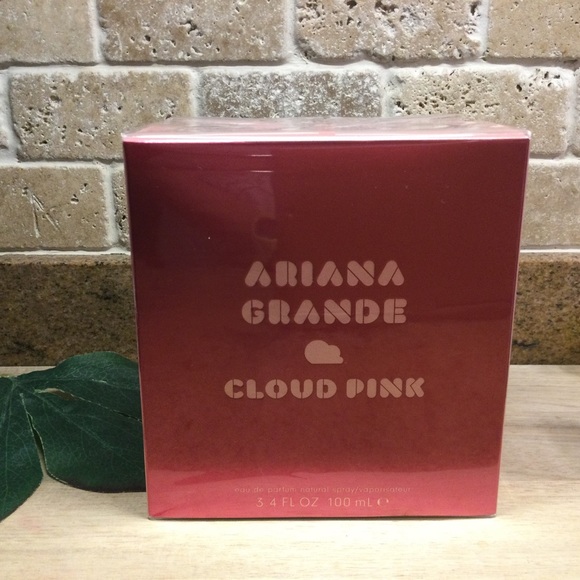 ARIANA
GRANDE
CLOUD PINK
eau de parfum natural spray/vaporisateur
3.4 FL OZ 100 mL e